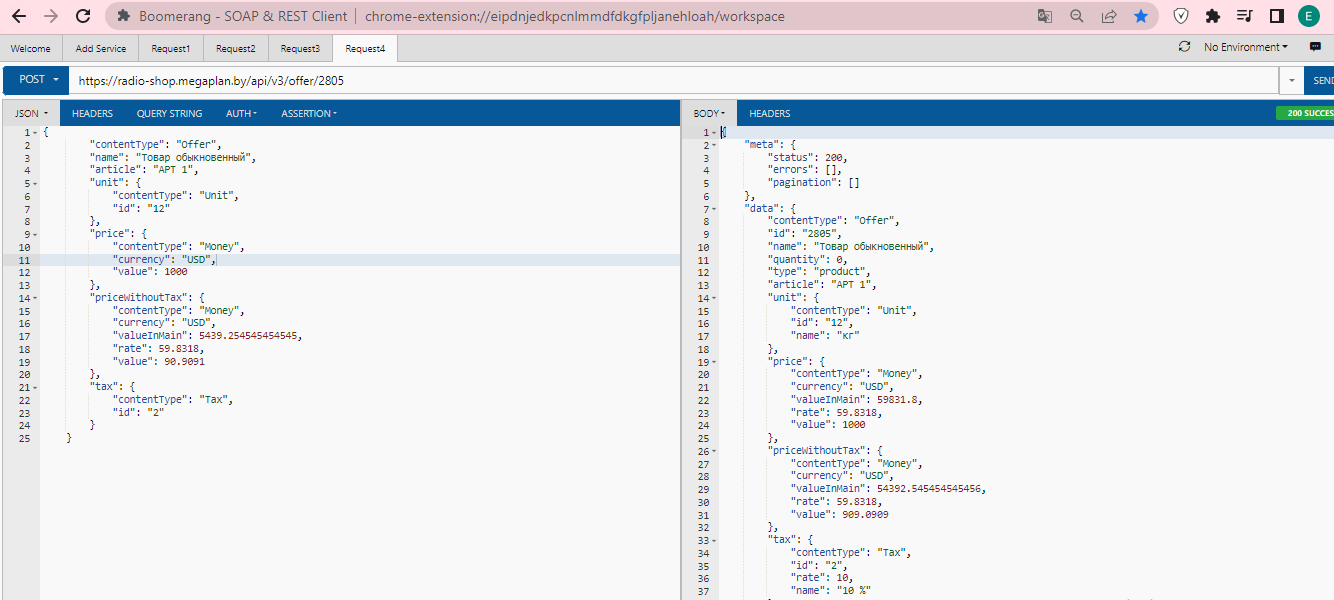 Boomerang - SOAP & REST Client | chrome-extension://eipdnjedkpcnlmmdfdkgfpljanehloah/workspace
E
Welcome Add Service Request1 Request2 Request3 Request4 No Environment
POST https://radio-shop.megaplan.by/api/v3/offer/2805 SEND
JSON HEADERS QUERY STRING AUTH ASSERTION
1 {
2 "contentType": "Offer",
3 "name": "Товар обыкновенный",
4 "article": "АРТ 1",
5 "unit": {
6 "contentType": "Unit",
7 "id": "12"
8 },
9 "price": {
10 "contentType": "Money",
11 "currency": "USD",
12 "value": 1000
13 },
14 "priceWithoutTax": {
15 "contentType": "Money",
16 "currency": "USD",
17 "valueInMain": 5439.254545454545,
18 "rate": 59.8318,
19 "value": 90.9091
20 },
21 "tax": {
22 "contentType": "Tax",
23 "id": "2"
24 }
25 }
BODY HEADERS 200 SUCCES
1 {
2 "meta": {
3 "status": 200,
4 "errors": [],
5 "pagination": []
6 },
7 "data": {
8 "contentType": "Offer",
9 "id": "2805",
10 "name": "Товар обыкновенный",
11 "quantity": 0,
12 "type": "product",
13 "article": "АРТ 1",
14 "unit": {
15 "contentType": "Unit",
16 "id": "12",
17 "name": "кг"
18 },
19 "price": {
20 "contentType": "Money",
21 "currency": "USD",
22 "valueInMain": 59831.8,
23 "rate": 59.8318,
24 "value": 1000
25 },
26 "priceWithoutTax": {
27 "contentType": "Money",
28 "currency": "USD",
29 "valueInMain": 54392.545454545456,
30 "rate": 59.8318,
31 "value": 909.0909
32 },
33 "tax": {
34 "contentType": "Tax",
35 "id": "2",
36 "rate": 10,
37 "name": "10 %"